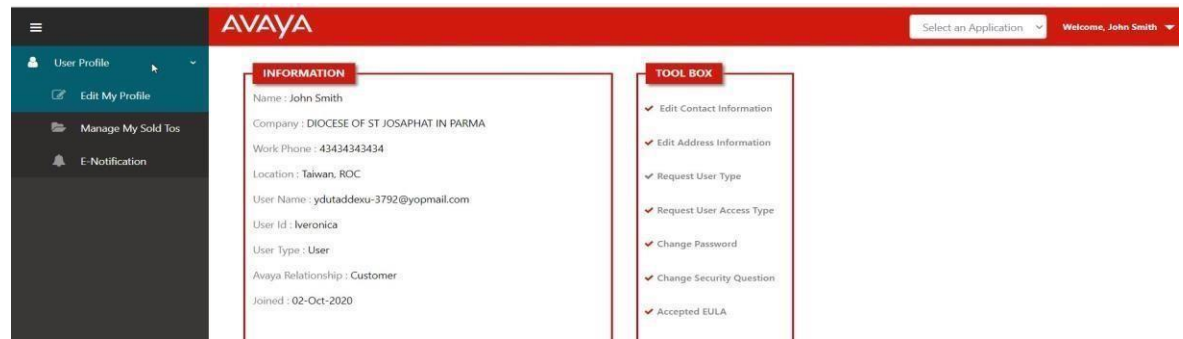 AVAYA
Select an Application
Welcome, John Smith
User Profile
Edit My Profile
Manage My Sold Tos
E-Notification
INFORMATION
Name : John Smith
Company : DIOCESE OF ST JOSAPHAT IN PARMA
Work Phone : 43434343434
Location : Taiwan, ROC
User Name : ydutaddexu-3792@yopmail.com
User Id : lveronica
User Type : User
Avaya Relationship : Customer
Joined : 02-Oct-2020
TOOL BOX
Edit Contact Information
Edit Address Information
Request User Type
Request User Access Type
Change Password
Change Security Question
Accepted EULA